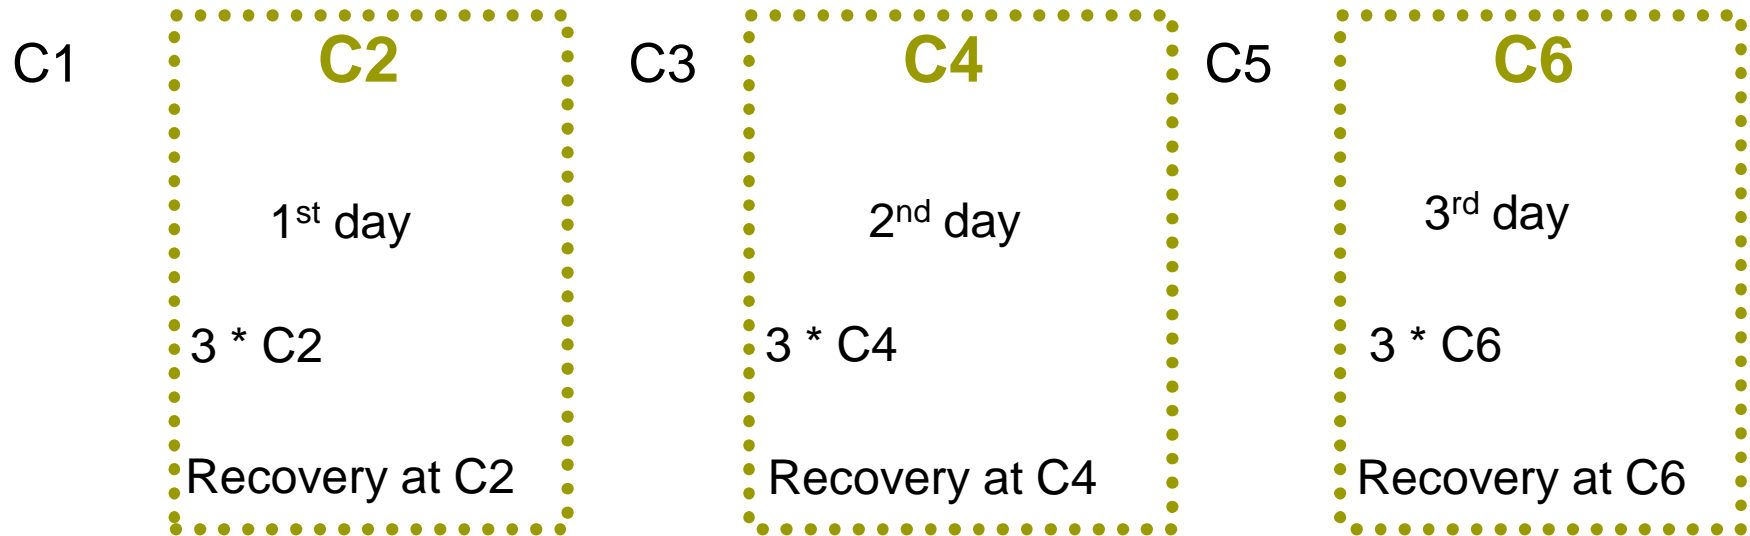 C1 C2 C3 C4 C5 C6
1st day 2nd day 3rd day
3 * C2 3 * C4 3 * C6
Recovery at C2 Recovery at C4 Recovery at C6